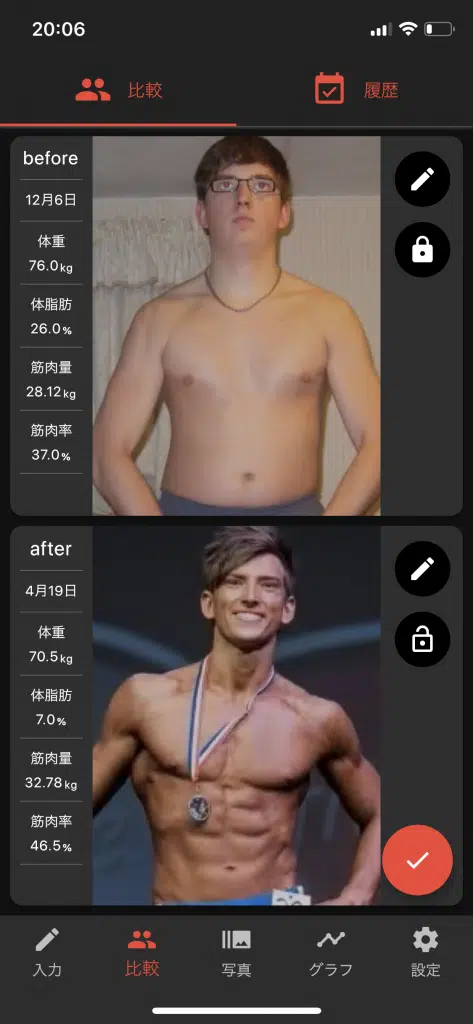 20:06
比較
履歴
before
12月6日
体重
76.0kg
体脂肪
26.0%
筋肉量
28.12kg
筋肉率
37.0%
after
4月19日
体重
70.5kg
体脂肪
7.0%
筋肉量
32.78kg
筋肉率
46.5%
入力
比較
写真
グラフ
設定